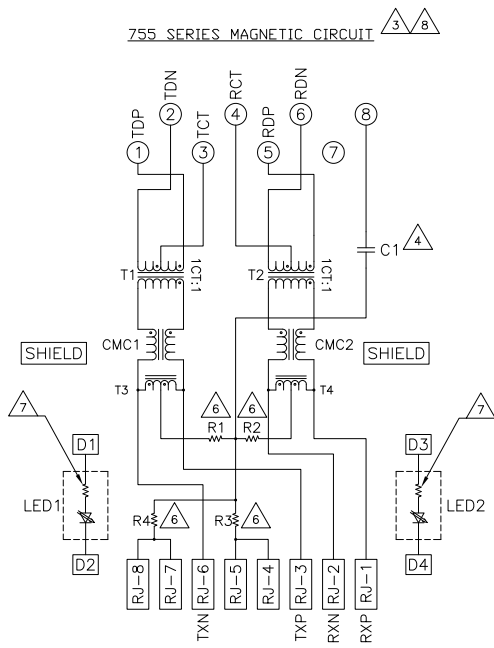 755 SERIES MAGNETIC CIRCUIT
3 8
TDP
TDN
RCT
RDN
2 4 6 8
TCT
RDP
1 3 5 7
C1 4
T1 1CT:1
T2 1CT:1
CMC1
CMC2
SHIELD
SHIELD
T3
T4
7
6 6
7
R1 R2
D1
D3
LED1
R4 6
R3 6
LED2
D2
D4
RJ-8
RJ-7
RJ-6
RJ-5
RJ-4
RJ-3
RJ-2
RJ-1
TXN
TXP
RXN
RXP